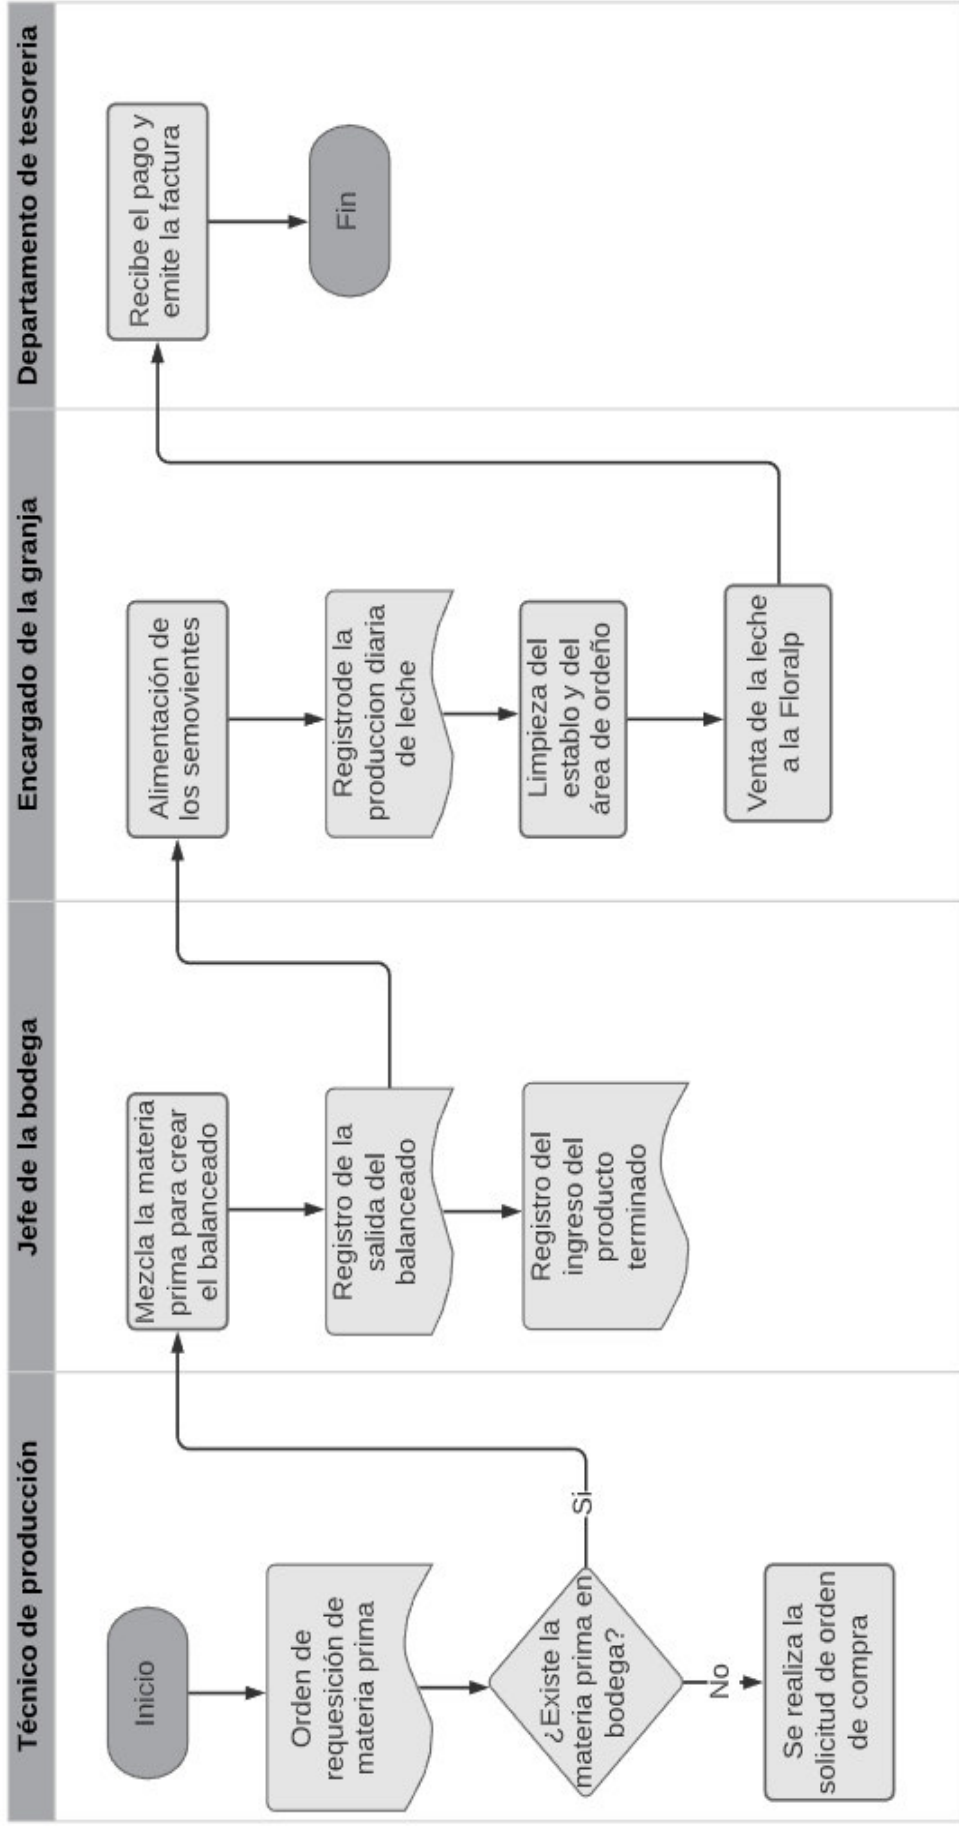 Técnico de producción
Jefe de la bodega
Encargado de la granja
Departamento de tesoreria
Inicio
Orden de
requesición de
materia prima
¿Existe la
materia prima en
bodega?
Si
No
Se realiza la
solicitud de orden
de compra
Mezcla la materia
prima para crear
el balanceado
Registro de la
salida del
balanceado
Registro del
ingreso del
producto
terminado
Alimentación de
los semovientes
Registrode la
produccion diaria
de leche
Limpieza del
establo y del
área de ordeño
Venta de la leche
a la Floralp
Recibe el pago y
emite la factura
Fin